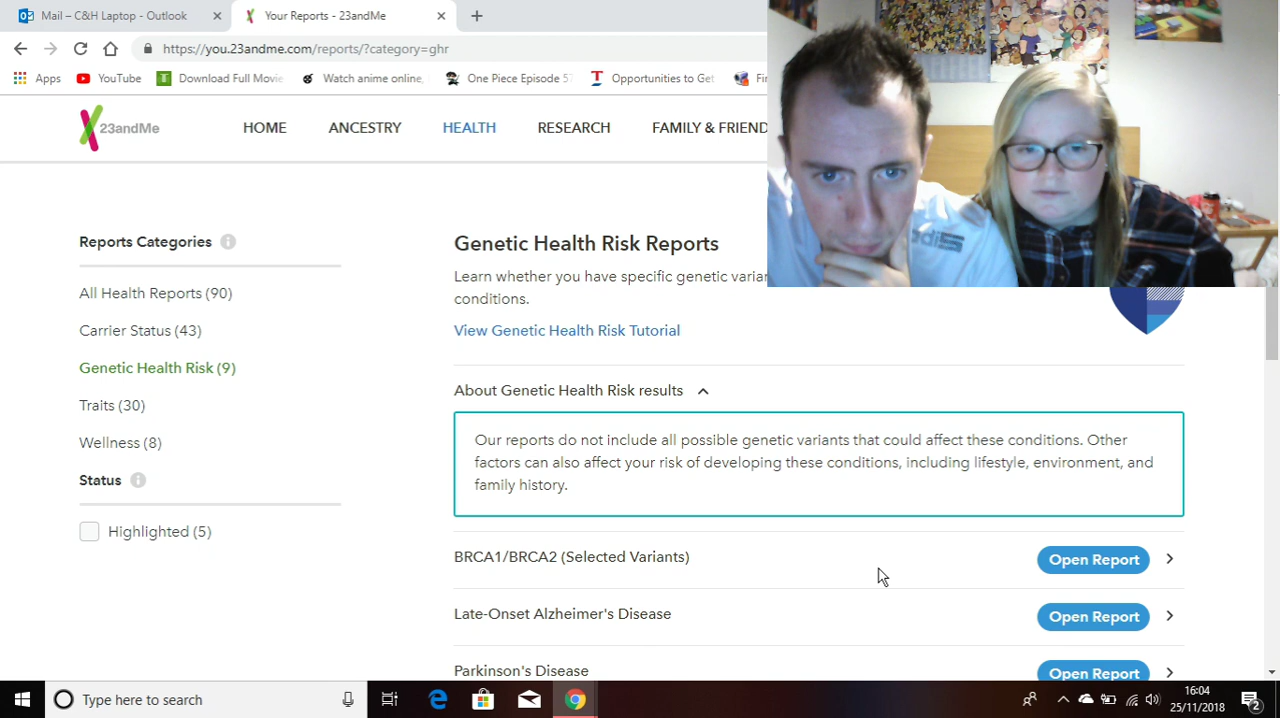 Mail – C&H Laptop - Outlook
Your Reports - 23andMe
https://you.23andme.com/reports/?category=ghr
Apps
YouTube
Download Full Movie
Watch anime online,
One Piece Episode 57
Opportunities to Get
23andMe
HOME
ANCESTRY
HEALTH
RESEARCH
FAMILY & FRIEND
Reports Categories
All Health Reports (90)
Carrier Status (43)
Genetic Health Risk (9)
Traits (30)
Wellness (8)
Status
Highlighted (5)
Genetic Health Risk Reports
Learn whether you have specific genetic
conditions.
View Genetic Health Risk Tutorial
About Genetic Health Risk results
Our reports do not include all possible genetic variants that could affect these conditions. Other
factors can also affect your risk of developing these conditions, including lifestyle, environment, and
family history.
BRCA1/BRCA2 (Selected Variants)
Open Report
Late-Onset Alzheimer's Disease
Open Report
Parkinson's Disease
Open Report
Type here to search
16:04
25/11/2018
2